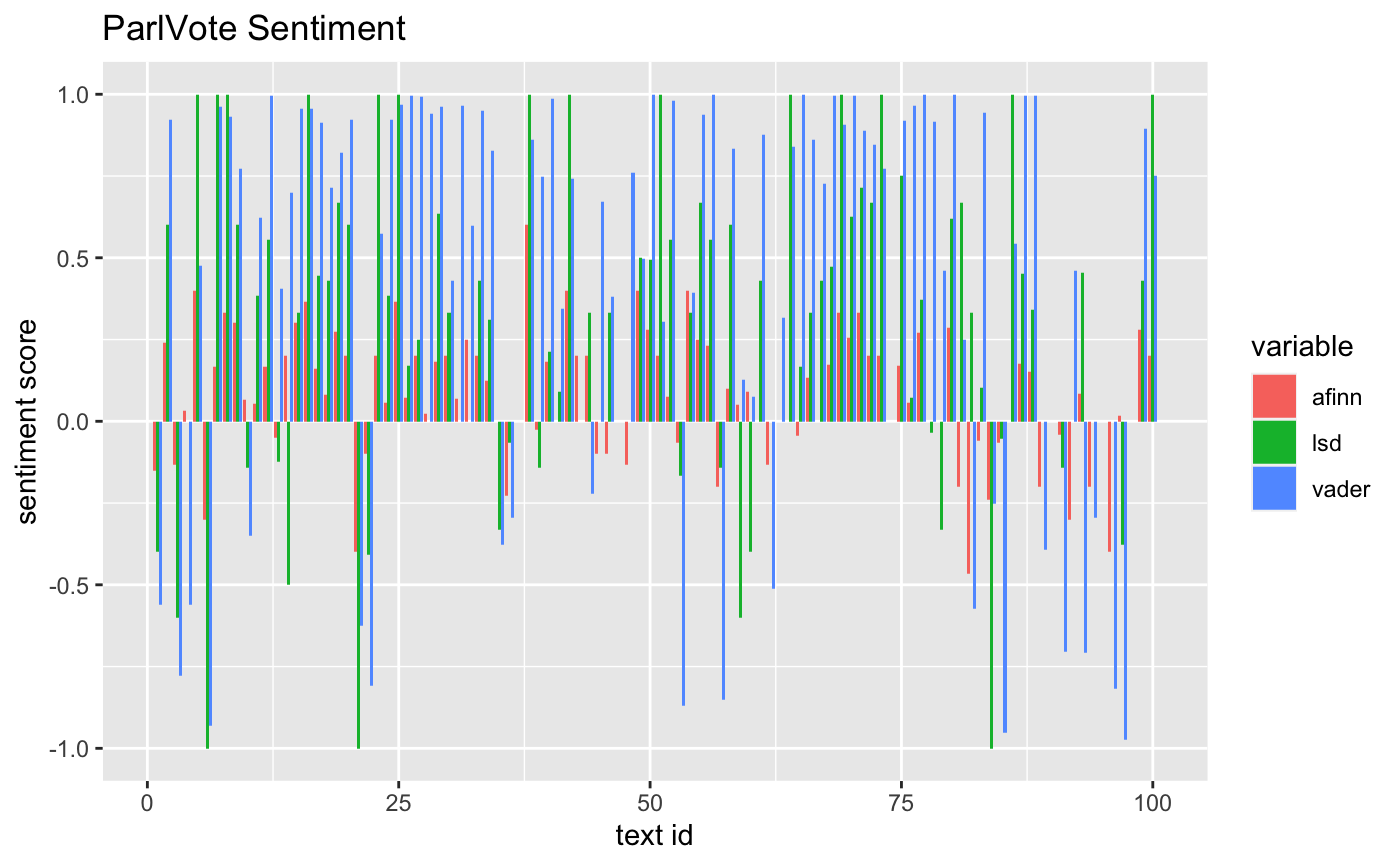 ParlVote Sentiment
1.0
0.5
0.0
-0.5
-1.0
sentiment score
0 25 50 75 100
text id
variable
afinn
lsd
vader